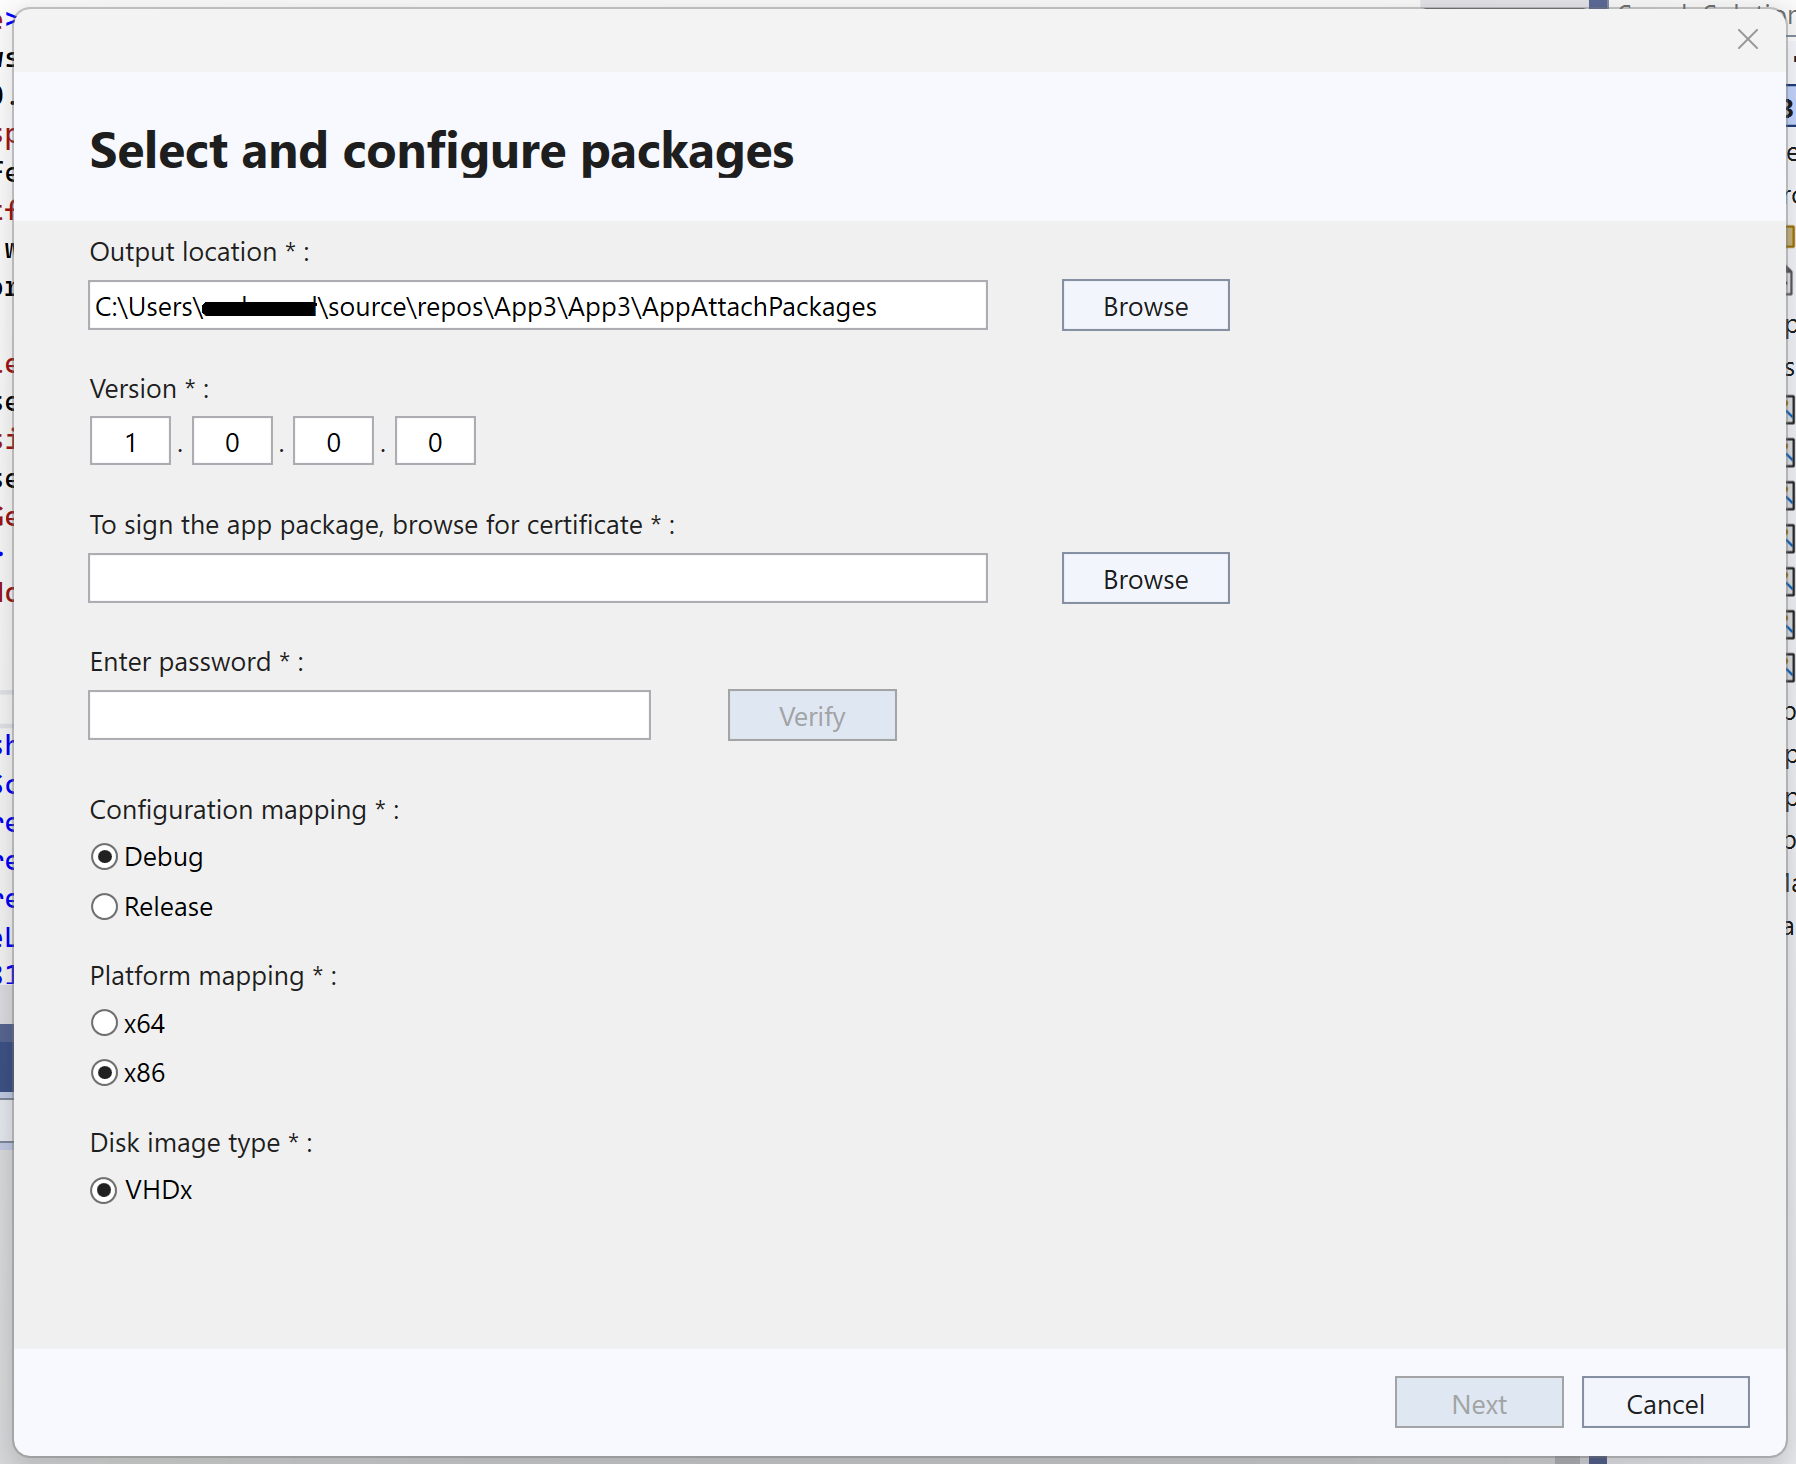 Select and configure packages
Output location * :
C:\Users\ \source\repos\App3\App3\AppAttachPackages
Browse
Version * :
1 . 0 . 0 . 0
To sign the app package, browse for certificate * :
Browse
Enter password * :
Verify
Configuration mapping * :
Debug
Release
Platform mapping * :
x64
x86
Disk image type * :
VHDx
Next
Cancel